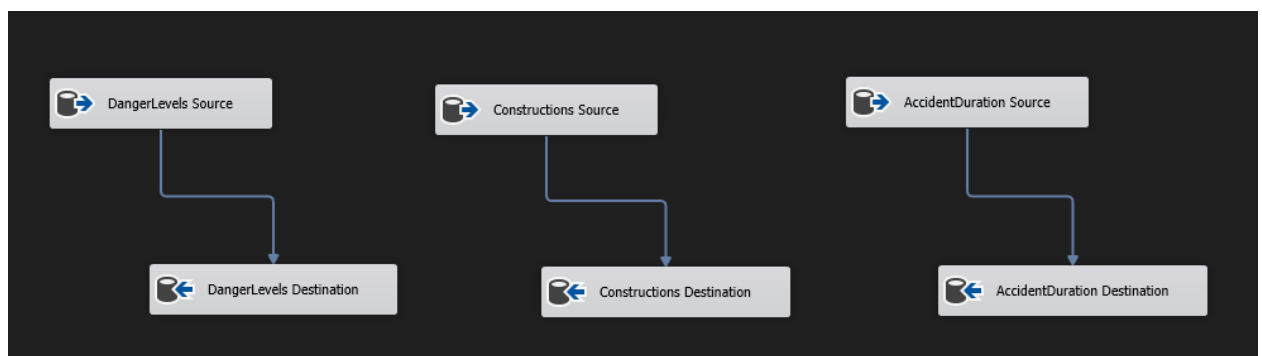 DangerLevels Source
Constructions Source
AccidentDuration Source
DangerLevels Destination
Constructions Destination
AccidentDuration Destination